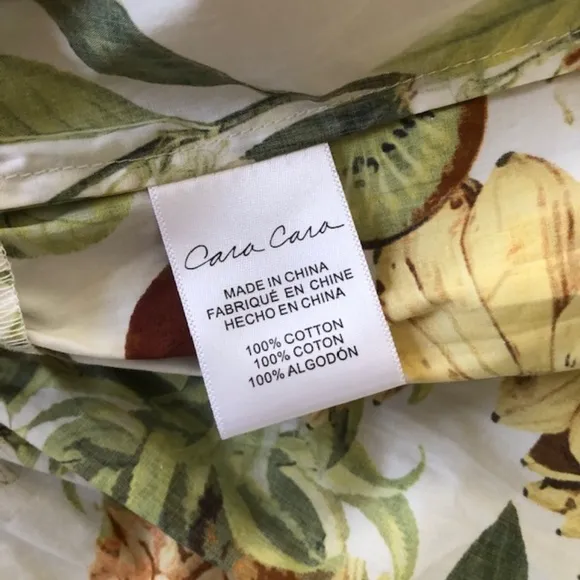 Cara Cara
MADE IN CHINA
FABRIQUÉ EN CHINE
HECHO EN CHINA
100% COTTON
100% COTON
100% ALGODÓN